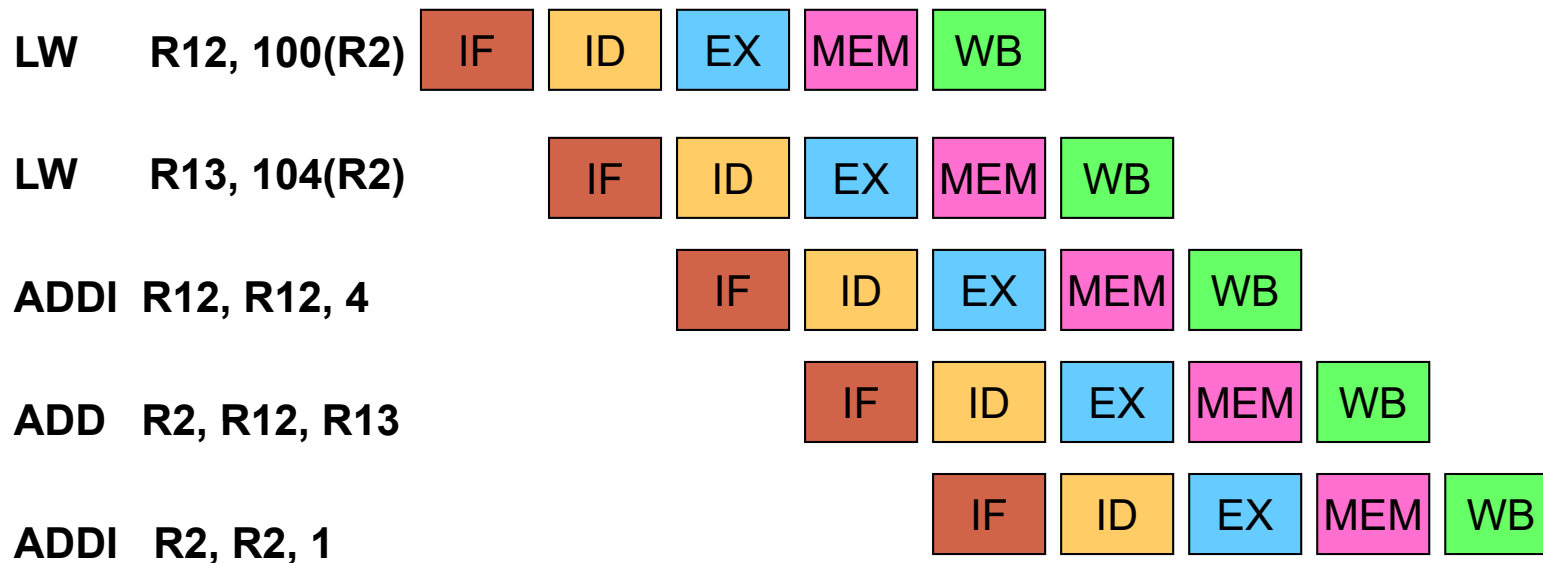 LW R12, 100(R2) IF ID EX MEM WB
LW R13, 104(R2) IF ID EX MEM WB
ADDI R12, R12, 4 IF ID EX MEM WB
ADD R2, R12, R13 IF ID EX MEM WB
ADDI R2, R2, 1 IF ID EX MEM WB